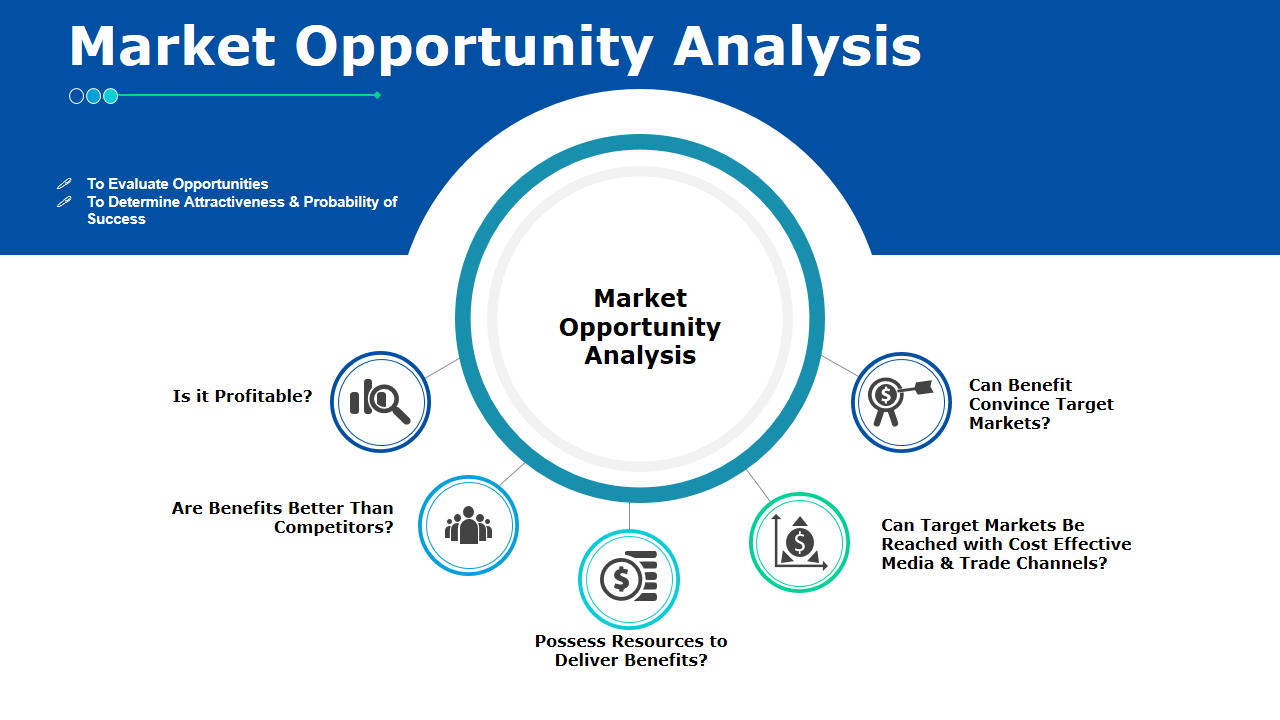 Market Opportunity Analysis
To Evaluate Opportunities
To Determine Attractiveness & Probability of
Success
Market
Opportunity
Analysis
Is it Profitable?
Can Benefit
Convince Target
Markets?
Are Benefits Better Than
Competitors?
Can Target Markets Be
Reached with Cost Effective
Media & Trade Channels?
Possess Resources to
Deliver Benefits?